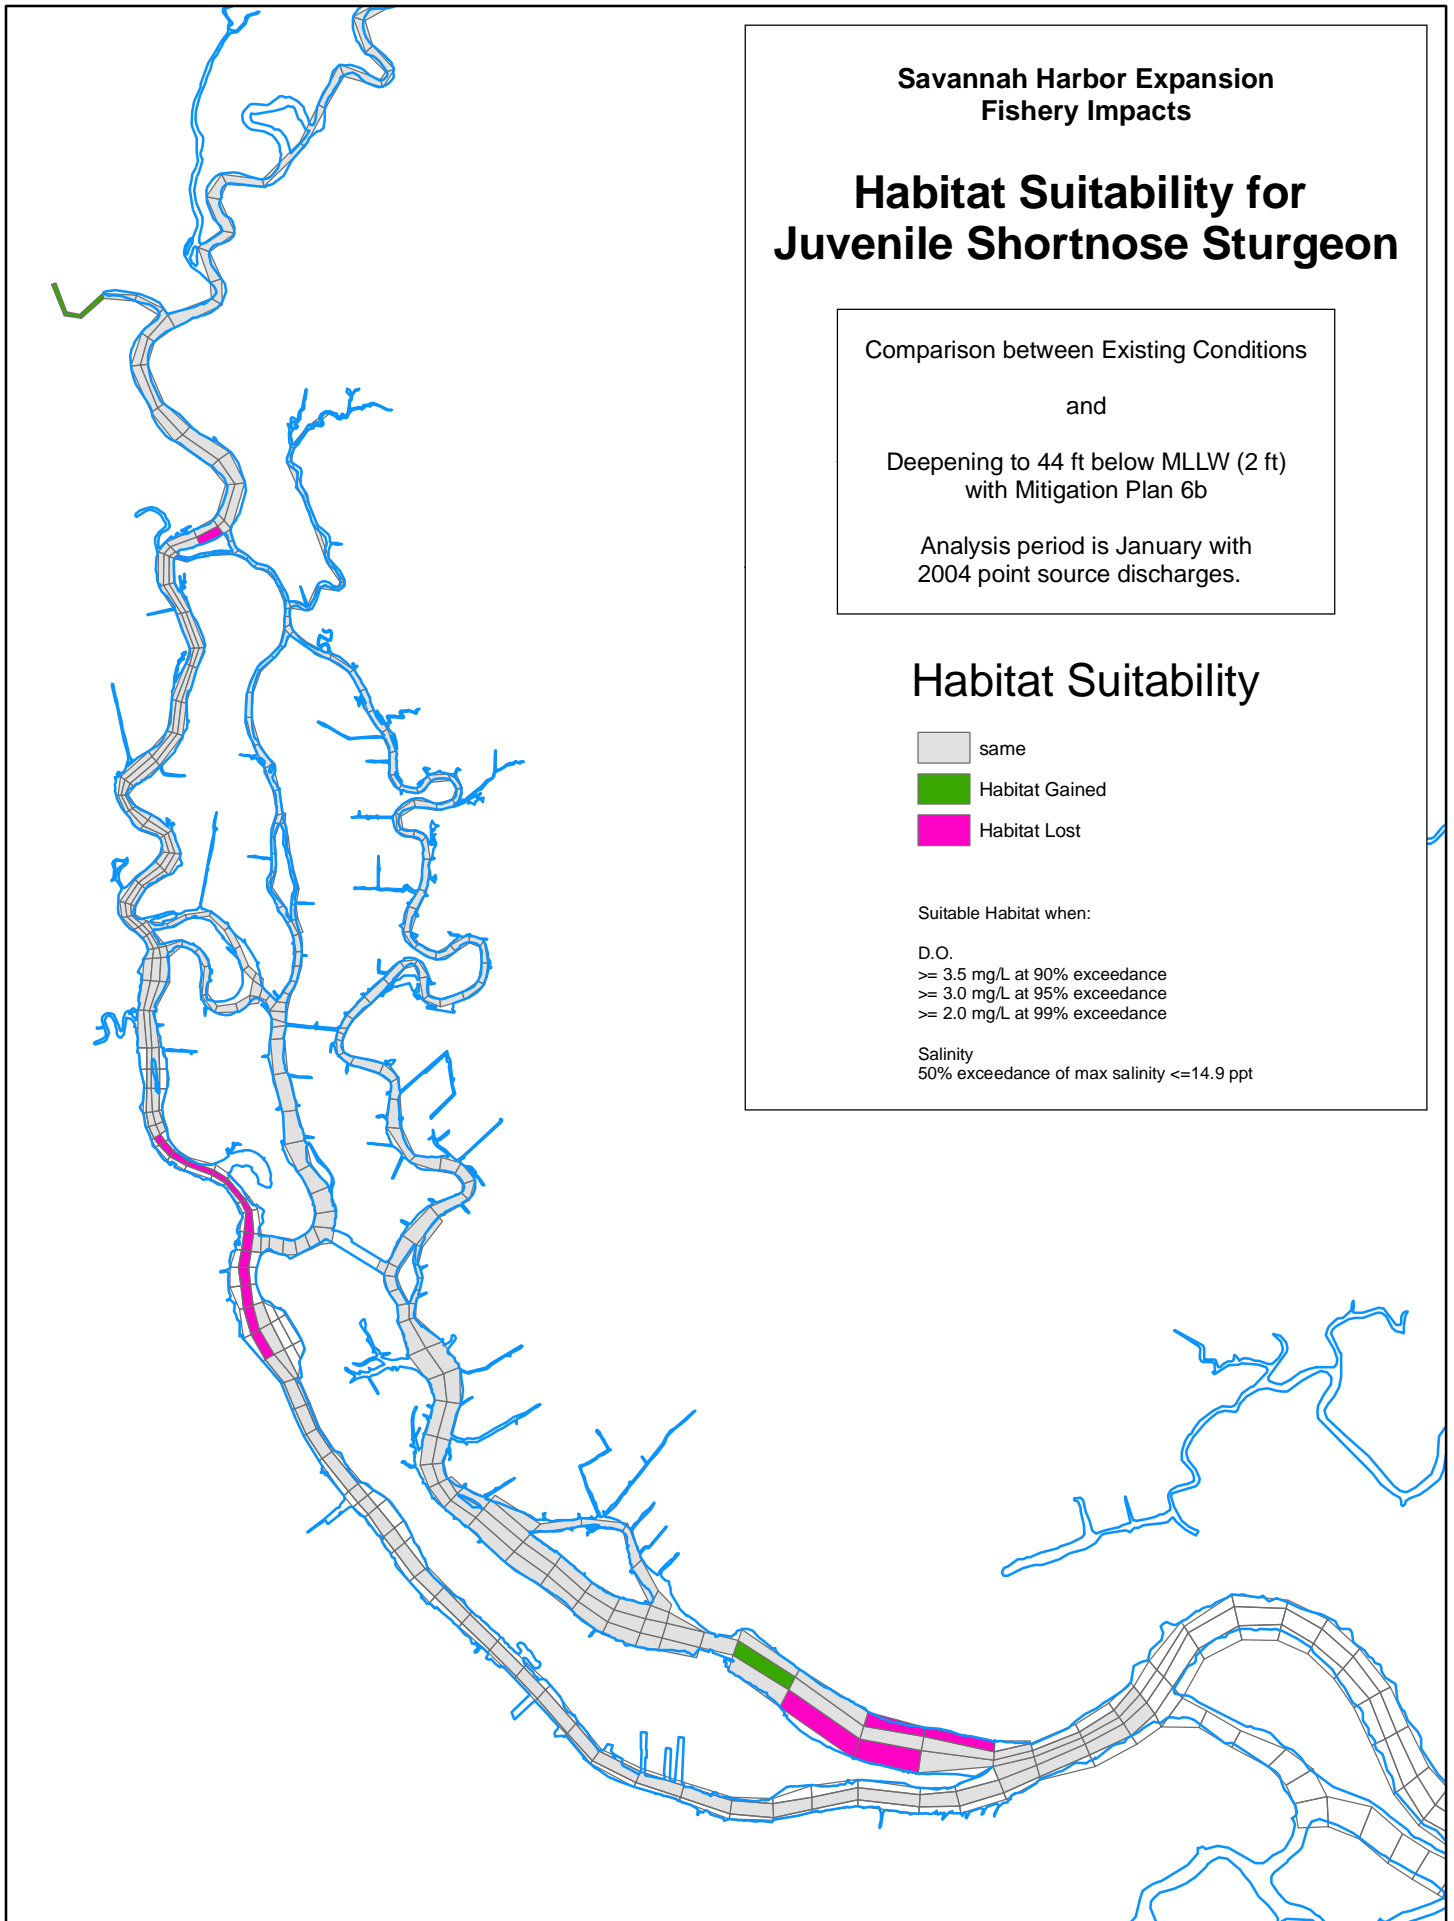 Savannah Harbor Expansion
Fishery Impacts
Habitat Suitability for
Juvenile Shortnose Sturgeon
Comparison between Existing Conditions
and
Deepening to 44 ft below MLLW (2 ft)
with Mitigation Plan 6b
Analysis period is January with
2004 point source discharges.
Habitat Suitability
same
Habitat Gained
Habitat Lost
Suitable Habitat when:
D.O.
>= 3.5 mg/L at 90% exceedance
>= 3.0 mg/L at 95% exceedance
>= 2.0 mg/L at 99% exceedance
Salinity
50% exceedance of max salinity <=14.9 ppt